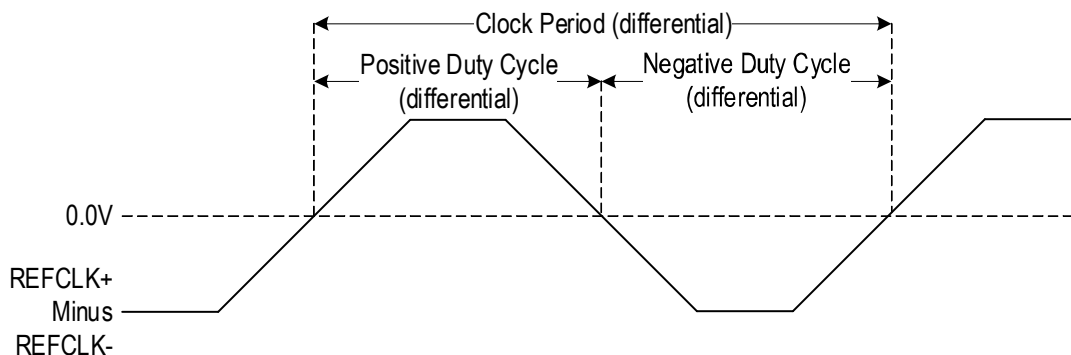 Clock Period (differential)
Positive Duty Cycle
(differential)
Negative Duty Cycle
(differential)
0.0V
REFCLK+
Minus
REFCLK-